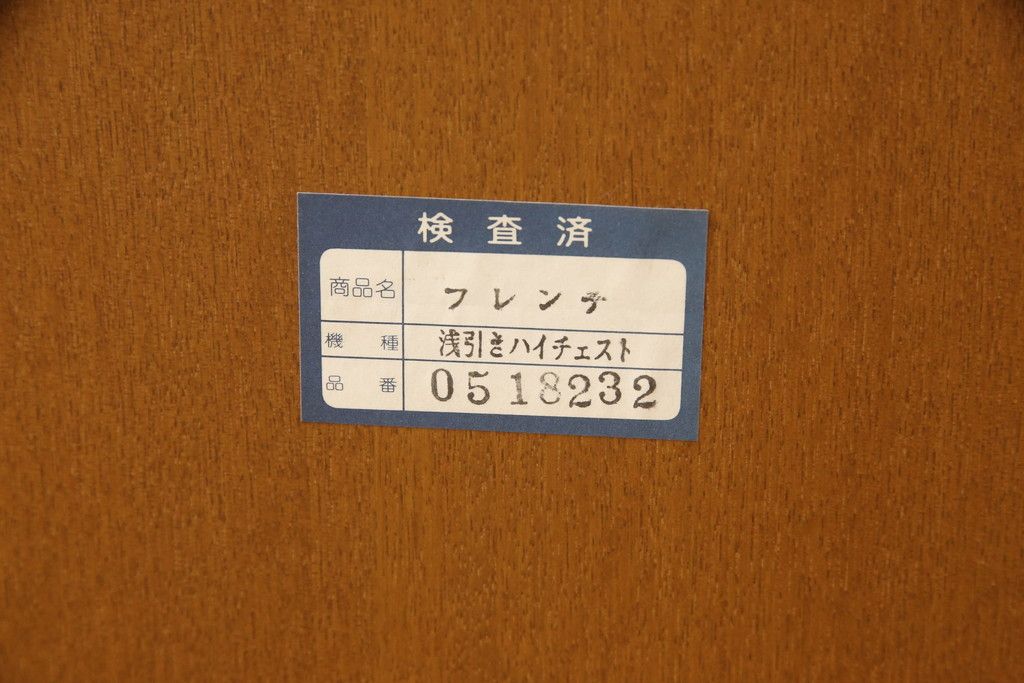 検査済
商品名 フレンチ
機種 浅引きハイチェスト
品番 0518232